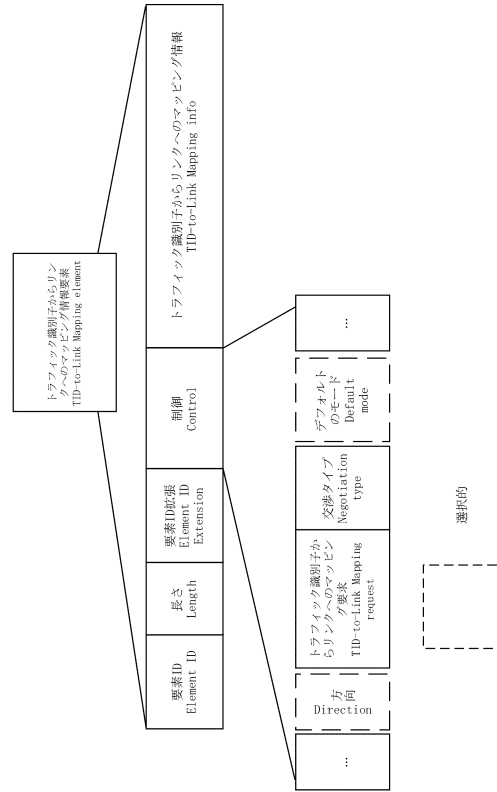 トラフィック識別子からリン
クへのマッピング情報要素
TID-to-Link Mapping element
要素ID
Element ID
長さ
Length
要素ID拡張
Element ID
Extension
制御
Control
トラフィック識別子からリンクへのマッピング情報
TID-to-Link Mapping info
…
方向
Direction
トラフィック識別子か
らリンクへのマッピン
グ要求
TID-to-Link Mapping
request
交渉タイプ
Negotiation
type
デフォルト
のモード
Default
mode
…
選択的